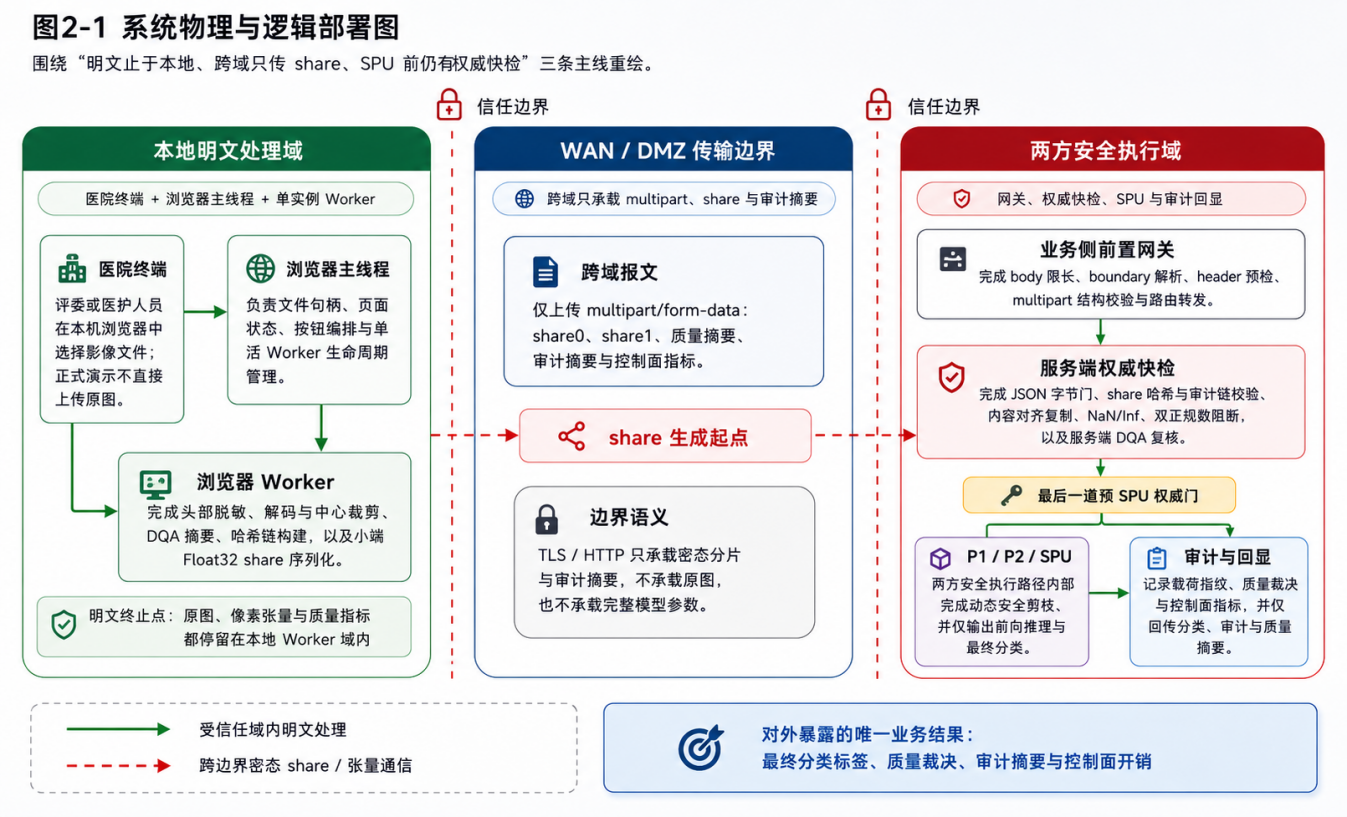 图2-1 系统物理与逻辑部署图
围绕“明文止于本地、跨域只传 share、SPU 前仍有权威快检”三条主线重绘。
信任边界
信任边界
本地明文处理域
医院终端 + 浏览器主线程 + 单实例 Worker
医院终端
评委或医护人员
在本机浏览器中
选择影像文件；
正式演示不直接
上传原图。
浏览器主线程
负责文件句柄、页面
状态、按钮编排与单
活 Worker 生命周期
管理。
浏览器 Worker
完成头部脱敏、解码与中心裁剪、
DQA 摘要、哈希链构建，以及小端
Float32 share 序列化。
明文终止点：原图、像素张量与质量指标
都停留在本地 Worker 域内
WAN / DMZ 传输边界
跨域只承载 multipart、share 与审计摘要
跨域报文
仅上传 multipart/form-data：
share0、share1、质量摘要、
审计摘要与控制面指标。
share 生成起点
边界语义
TLS / HTTP 只承载密态分片
与审计摘要，不承载原图，
也不承载完整模型参数。
两方安全执行域
网关、权威快检、SPU 与审计回显
业务侧前置网关
完成 body 限长、boundary 解析、header 预检、
multipart 结构校验与路由转发。
服务端权威快检
完成 JSON 字节门、share 哈希与审计链校验、
内容对齐复制、NaN/Inf、双正规数阻断，
以及服务端 DQA 复核。
最后一道预 SPU 权威门
P1 / P2 / SPU
两方安全执行路径内部
完成动态安全剪枝，
并仅输出前向推理与
最终分类。
审计与回显
记录载荷指纹、质量裁决
与控制面指标，并仅
回传分类、审计与质量
摘要。
受信任域内明文处理
跨边界密态 share / 张量通信
对外暴露的唯一业务结果：
最终分类标签、质量裁决、审计摘要与控制面开销